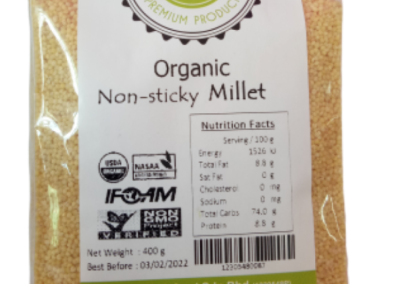 PREMIUM PRODUCT
Organic
Non-sticky Millet
Nutrition Facts
Serving / 100 g
Energy 1516 kJ
Total Fat 8.8 g
Sat Fat 0 g
Cholesterol 0 mg
Sodium 0 mg
Total Carbs 74.0 g
Protein 8.8 g
USDA
ORGANIC
NASAA
IFOAM
NON
GMO
Project
VERIFIED
Net Weight : 400 g
Best Before : 03/02/2022